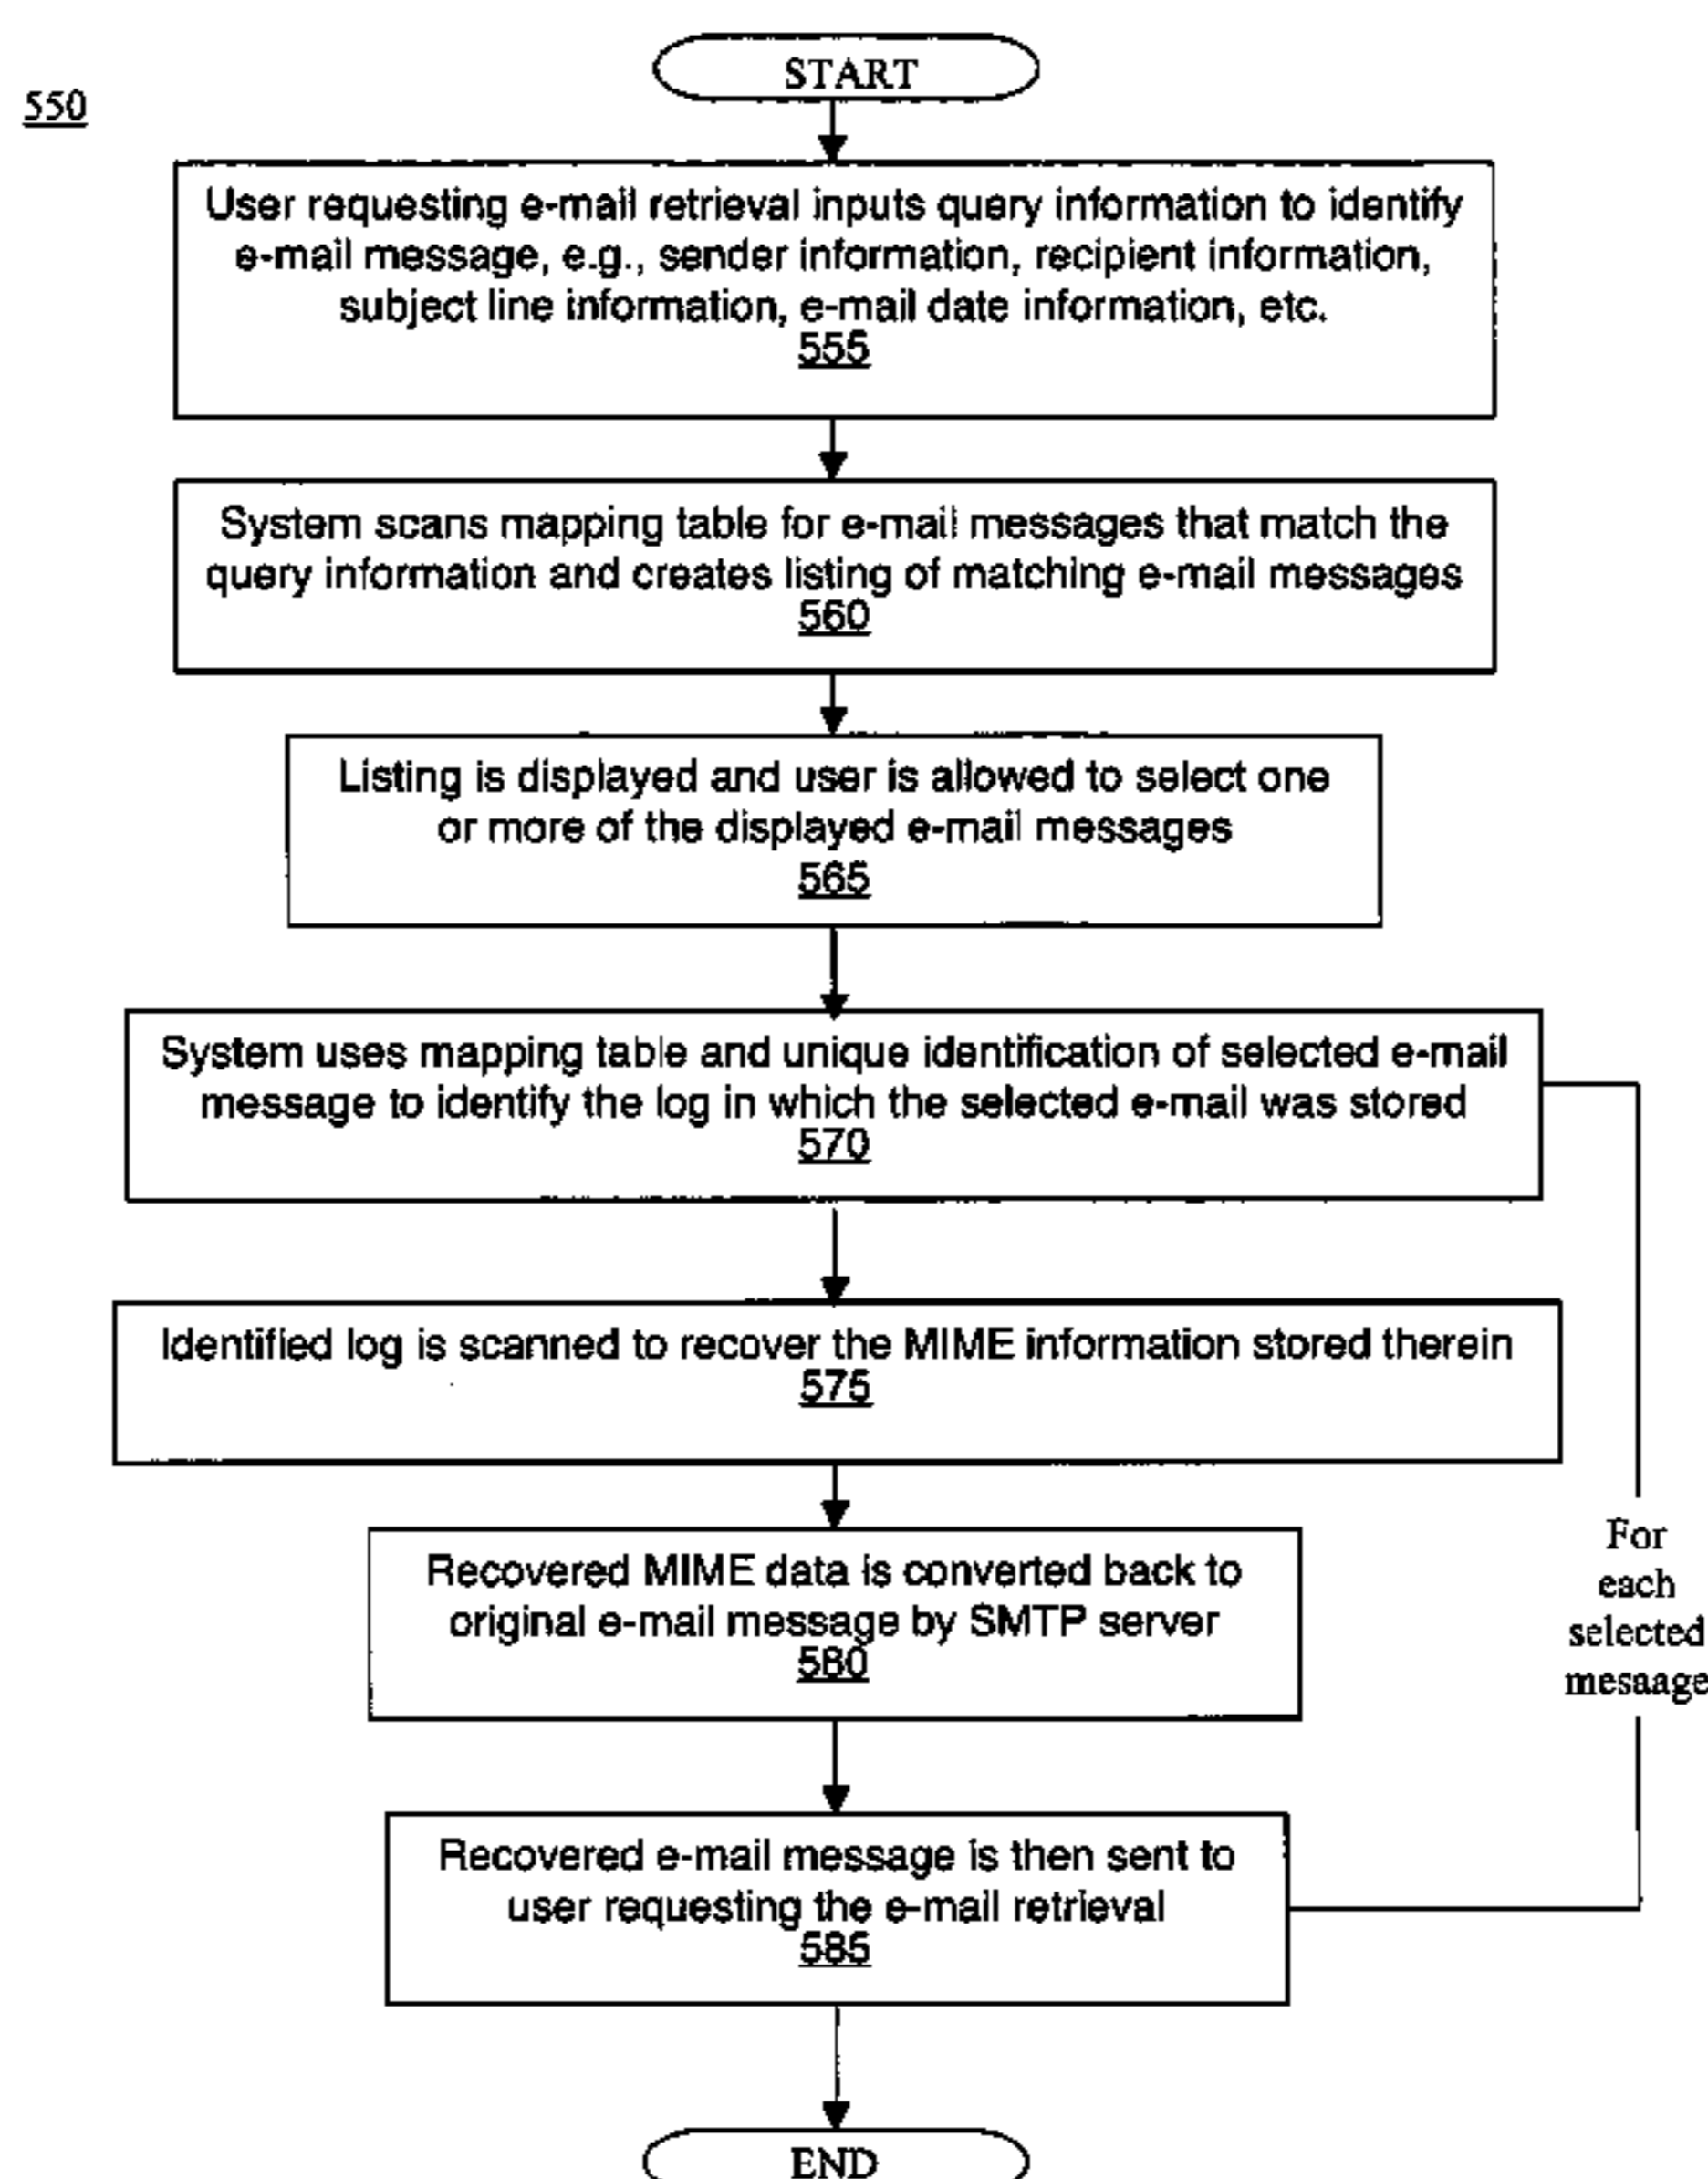 START
550
User requesting e-mail retrieval inputs query information to identify
e-mail message, e.g., sender information, recipient information,
subject line information, e-mail date information, etc.
555
System scans mapping table for e-mail messages that match the
query information and creates listing of matching e-mail messages
560
Listing is displayed and user is allowed to select one
or more of the displayed e-mail messages
565
System uses mapping table and unique identification of selected e-mail
message to identify the log in which the selected e-mail was stored
570
Identified log is scanned to recover the MIME information stored therein
575
Recovered MIME data is converted back to
original e-mail message by SMTP server
580
For
each
selected
mesaage
Recovered e-mail message is then sent to
user requesting the e-mail retrieval
585
END